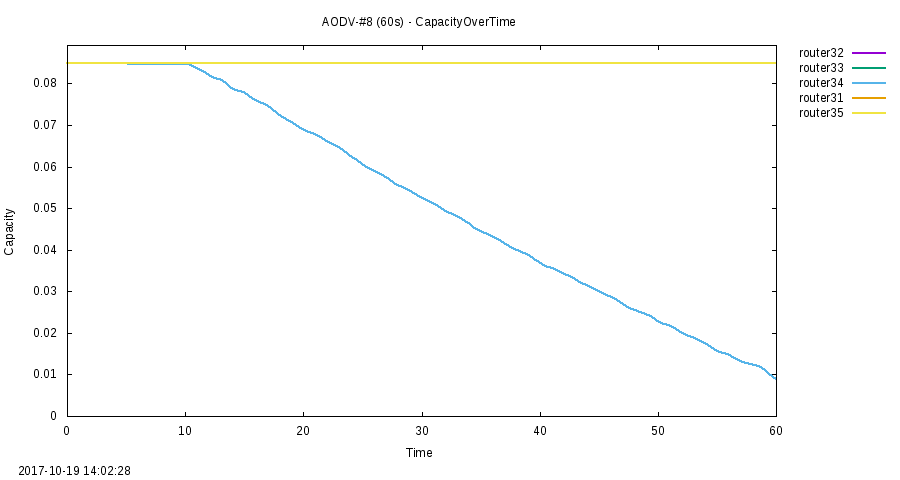 AODV-#8 (60s) - CapacityOverTime
router32
router33
router34
router31
router35
0.08
0.07
0.06
0.05
0.04
0.03
0.02
0.01
0
Capacity
0 10 20 30 40 50 60
Time
2017-10-19 14:02:28